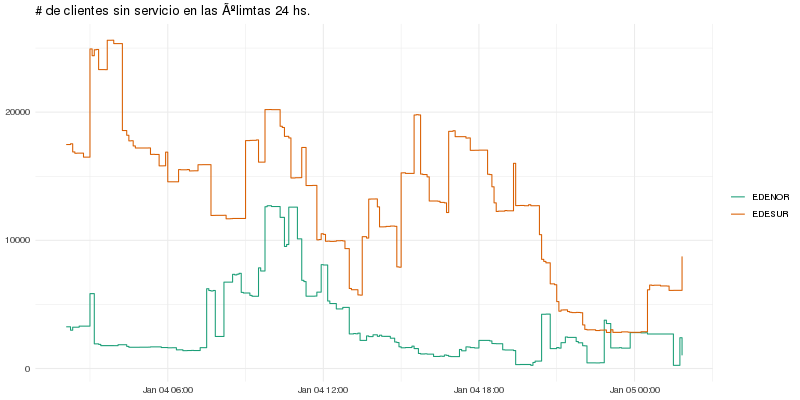 # de clientes sin servicio en las Ãºlimtas 24 hs.
20000
10000
0
Jan 04 06:00
Jan 04 12:00
Jan 04 18:00
Jan 05 00:00
EDENOR
EDESUR